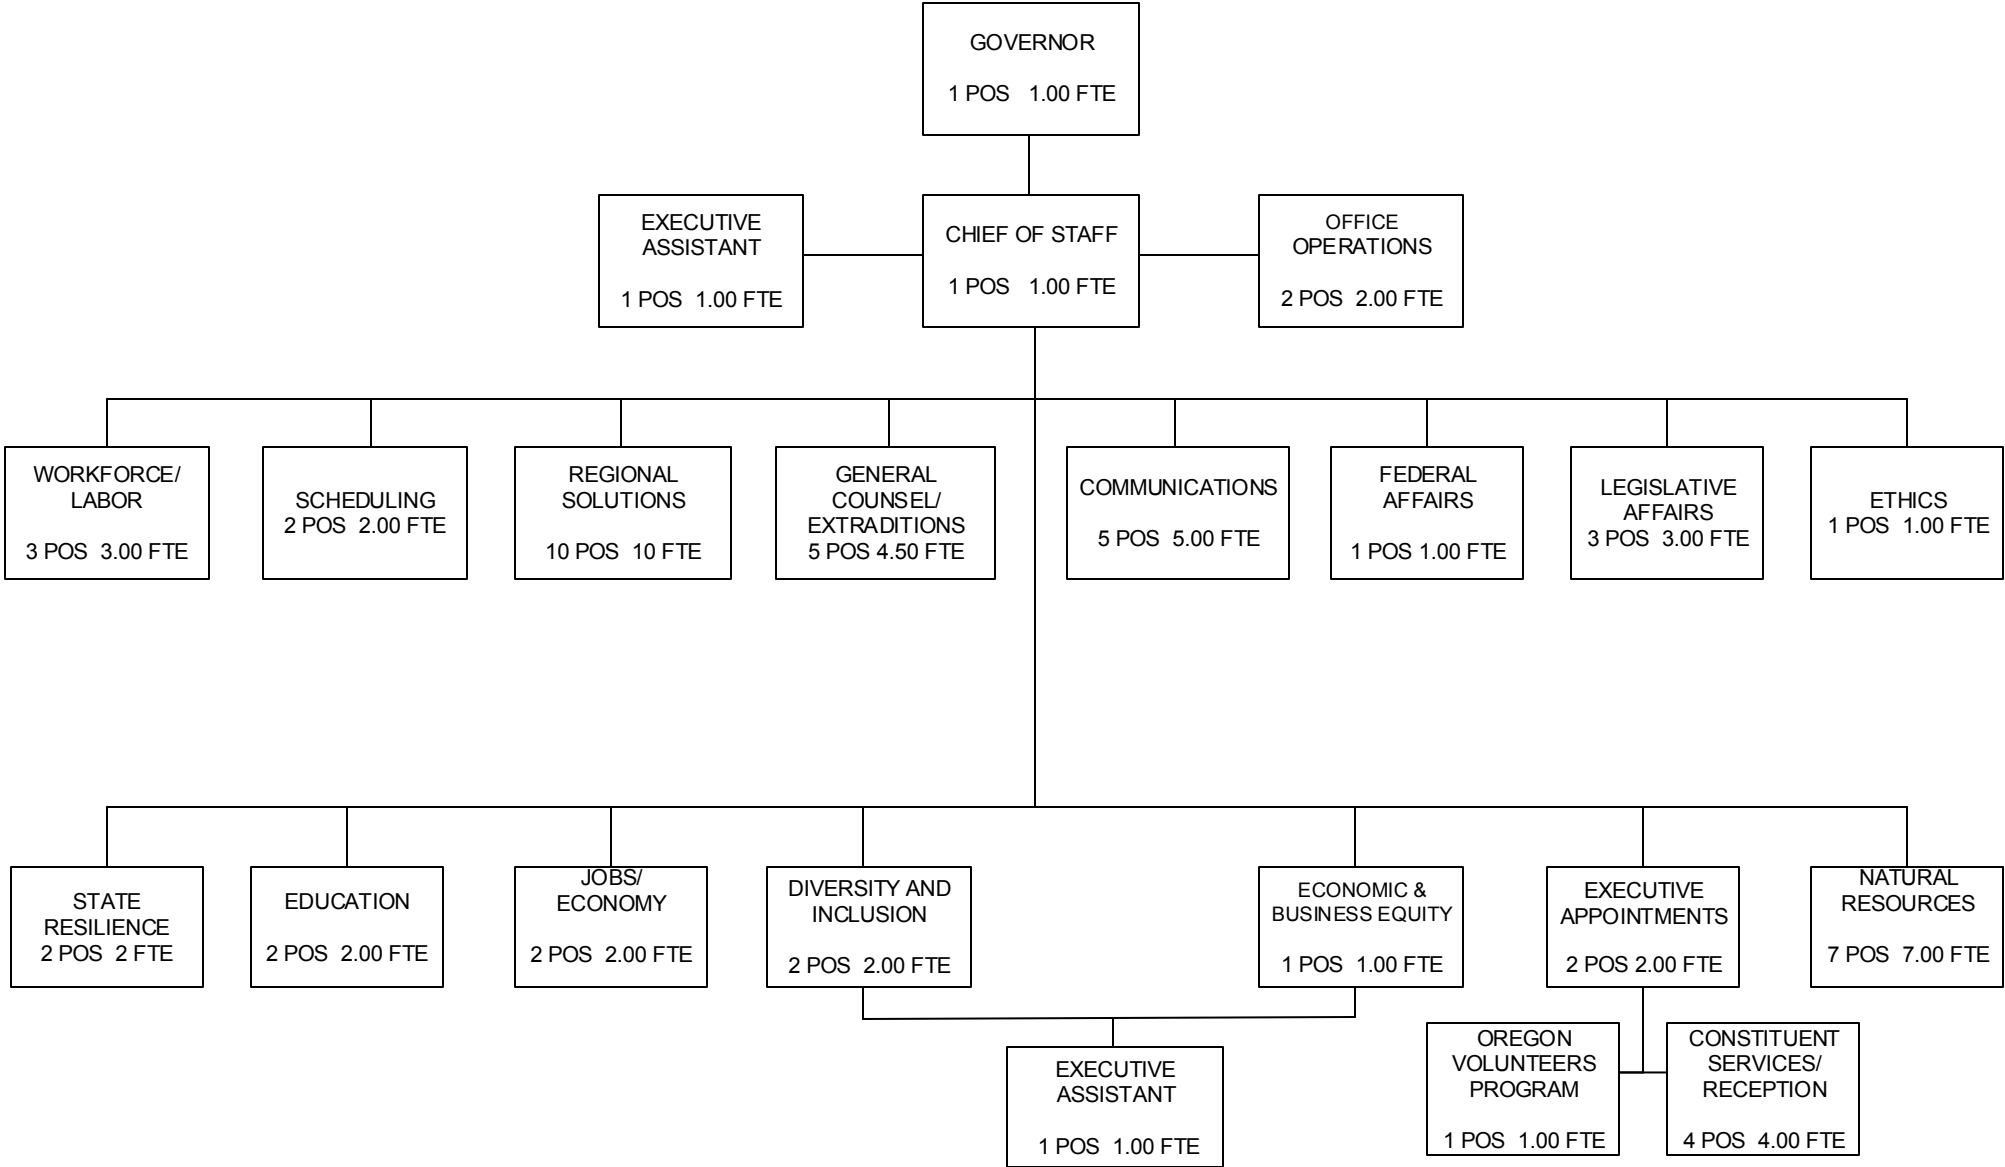 GOVERNOR
1 POS 1.00 FTE
EXECUTIVE
ASSISTANT
1 POS 1.00 FTE
CHIEF OF STAFF
1 POS 1.00 FTE
OFFICE
OPERATIONS
2 POS 2.00 FTE
WORKFORCE/
LABOR
3 POS 3.00 FTE
SCHEDULING
2 POS 2.00 FTE
REGIONAL
SOLUTIONS
10 POS 10 FTE
GENERAL
COUNSEL/
EXTRADITIONS
5 POS 4.50 FTE
COMMUNICATIONS
5 POS 5.00 FTE
FEDERAL
AFFAIRS
1 POS 1.00 FTE
LEGISLATIVE
AFFAIRS
3 POS 3.00 FTE
ETHICS
1 POS 1.00 FTE
STATE
RESILIENCE
2 POS 2 FTE
EDUCATION
2 POS 2.00 FTE
JOBS/
ECONOMY
2 POS 2.00 FTE
DIVERSITY AND
INCLUSION
2 POS 2.00 FTE
ECONOMIC &
BUSINESS EQUITY
1 POS 1.00 FTE
EXECUTIVE
APPOINTMENTS
2 POS 2.00 FTE
NATURAL
RESOURCES
7 POS 7.00 FTE
EXECUTIVE
ASSISTANT
1 POS 1.00 FTE
OREGON
VOLUNTEERS
PROGRAM
1 POS 1.00 FTE
CONSTITUENT
SERVICES/
RECEPTION
4 POS 4.00 FTE